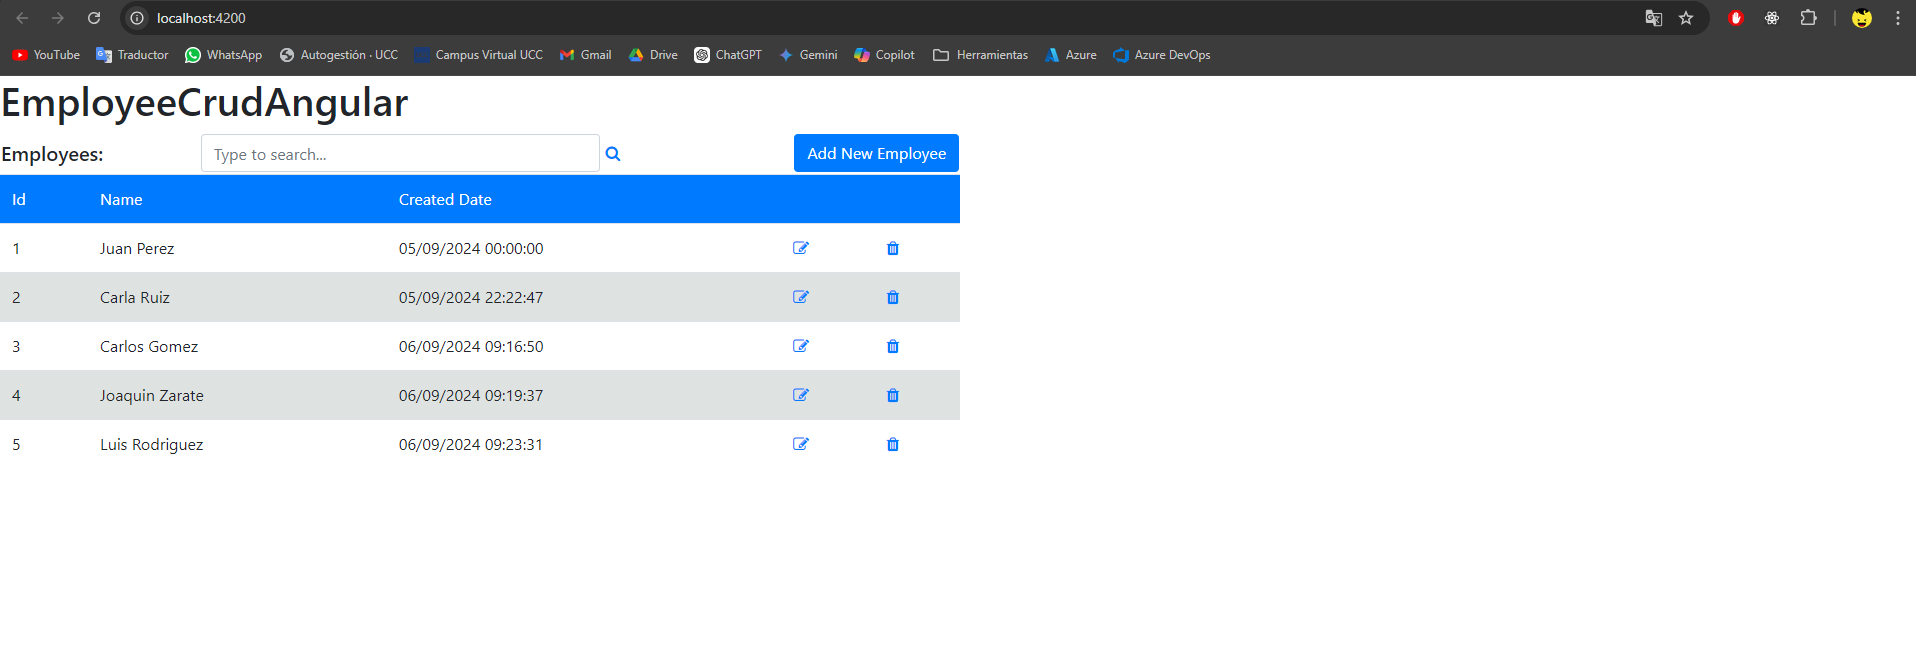 localhost:4200
YouTube Traductor WhatsApp Autogestión · UCC Campus Virtual UCC Gmail Drive ChatGPT Gemini Copilot Herramientas Azure Azure DevOps
EmployeeCrudAngular
Employees: Type to search... Add New Employee
Id Name Created Date
1 Juan Perez 05/09/2024 00:00:00
2 Carla Ruiz 05/09/2024 22:22:47
3 Carlos Gomez 06/09/2024 09:16:50
4 Joaquin Zarate 06/09/2024 09:19:37
5 Luis Rodriguez 06/09/2024 09:23:31